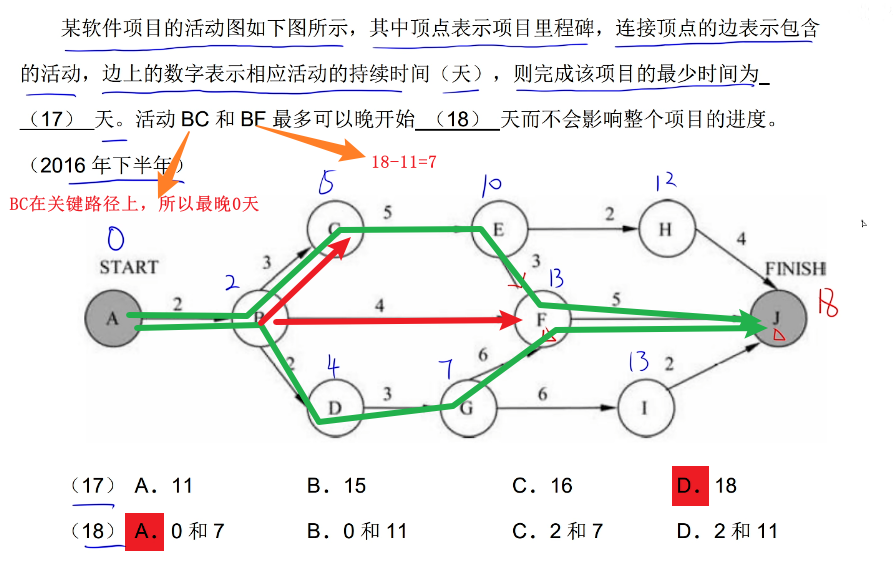 某软件项目的活动图如下图所示，其中顶点表示项目里程碑，连接顶点的边表示包含
的活动，边上的数字表示相应活动的持续时间（天），则完成该项目的最少时间为
（17） 天。活动 BC 和 BF 最多可以晚开始 （18） 天而不会影响整个项目的进度。
（2016 年下半年）
18-11=7
BC在关键路径上，所以最晚0天
5 10 12
0
START
C 5 E 2 H
2 3 3 13 4
FINISH
A 2 B 4 F 5 J 18
2 4 7 6 13 2
D 3 G 6 I
（17） A．11 B．15 C．16 D．18
（18） A．0 和 7 B．0 和 11 C．2 和 7 D．2 和 11